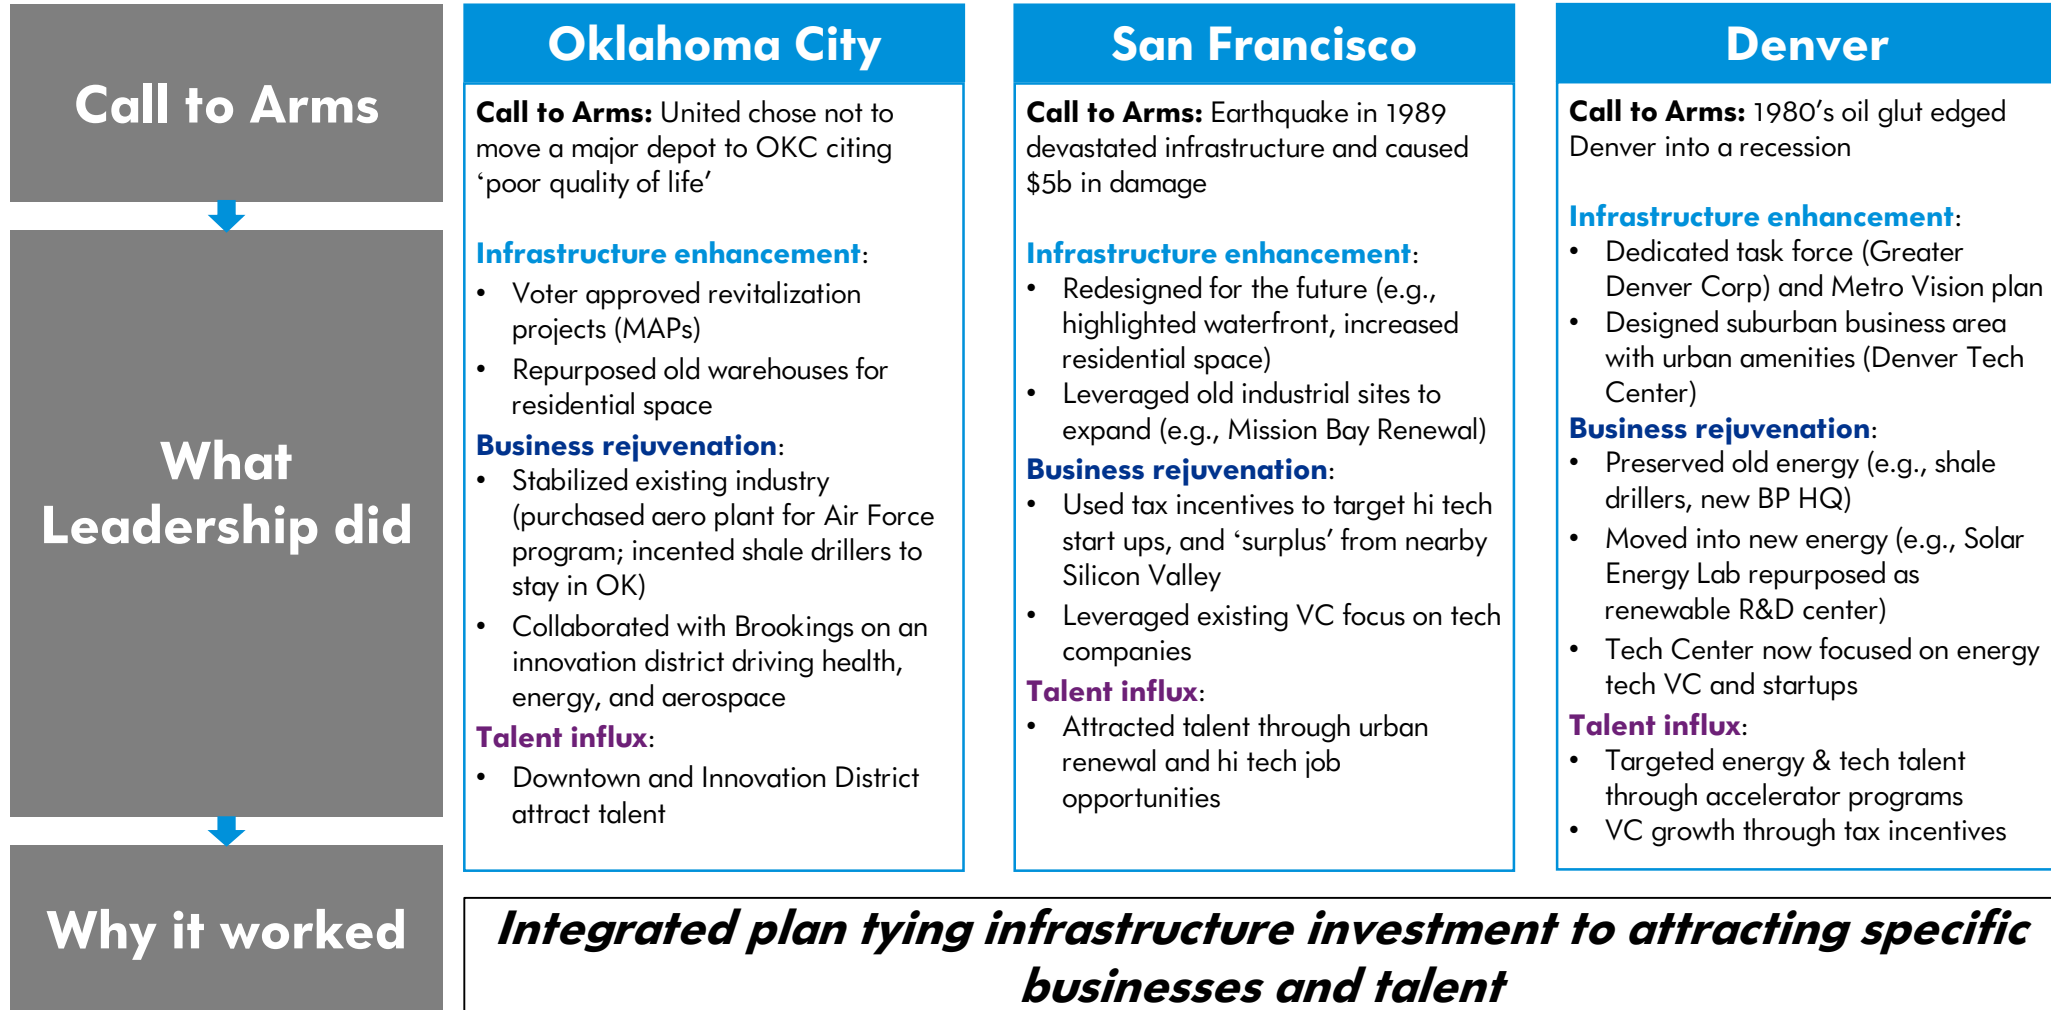 Call to Arms
What
Leadership did
Why it worked
Oklahoma City
Call to Arms: United chose not to
move a major depot to OKC citing
‘poor quality of life’
Infrastructure enhancement:
• Voter approved revitalization
projects (MAPs)
• Repurposed old warehouses for
residential space
Business rejuvenation:
• Stabilized existing industry
(purchased aero plant for Air Force
program; incented shale drillers to
stay in OK)
• Collaborated with Brookings on an
innovation district driving health,
energy, and aerospace
Talent influx:
• Downtown and Innovation District
attract talent
San Francisco
Call to Arms: Earthquake in 1989
devastated infrastructure and caused
$5b in damage
Infrastructure enhancement:
• Redesigned for the future (e.g.,
highlighted waterfront, increased
residential space)
• Leveraged old industrial sites to
expand (e.g., Mission Bay Renewal)
Business rejuvenation:
• Used tax incentives to target hi tech
start ups, and ‘surplus’ from nearby
Silicon Valley
• Leveraged existing VC focus on tech
companies
Talent influx:
• Attracted talent through urban
renewal and hi tech job
opportunities
Denver
Call to Arms: 1980’s oil glut edged
Denver into a recession
Infrastructure enhancement:
• Dedicated task force (Greater
Denver Corp) and Metro Vision plan
• Designed suburban business area
with urban amenities (Denver Tech
Center)
Business rejuvenation:
• Preserved old energy (e.g., shale
drillers, new BP HQ)
• Moved into new energy (e.g., Solar
Energy Lab repurposed as
renewable R&D center)
• Tech Center now focused on energy
tech VC and startups
Talent influx:
• Targeted energy & tech talent
through accelerator programs
• VC growth through tax incentives
Integrated plan tying infrastructure investment to attracting specific
businesses and talent